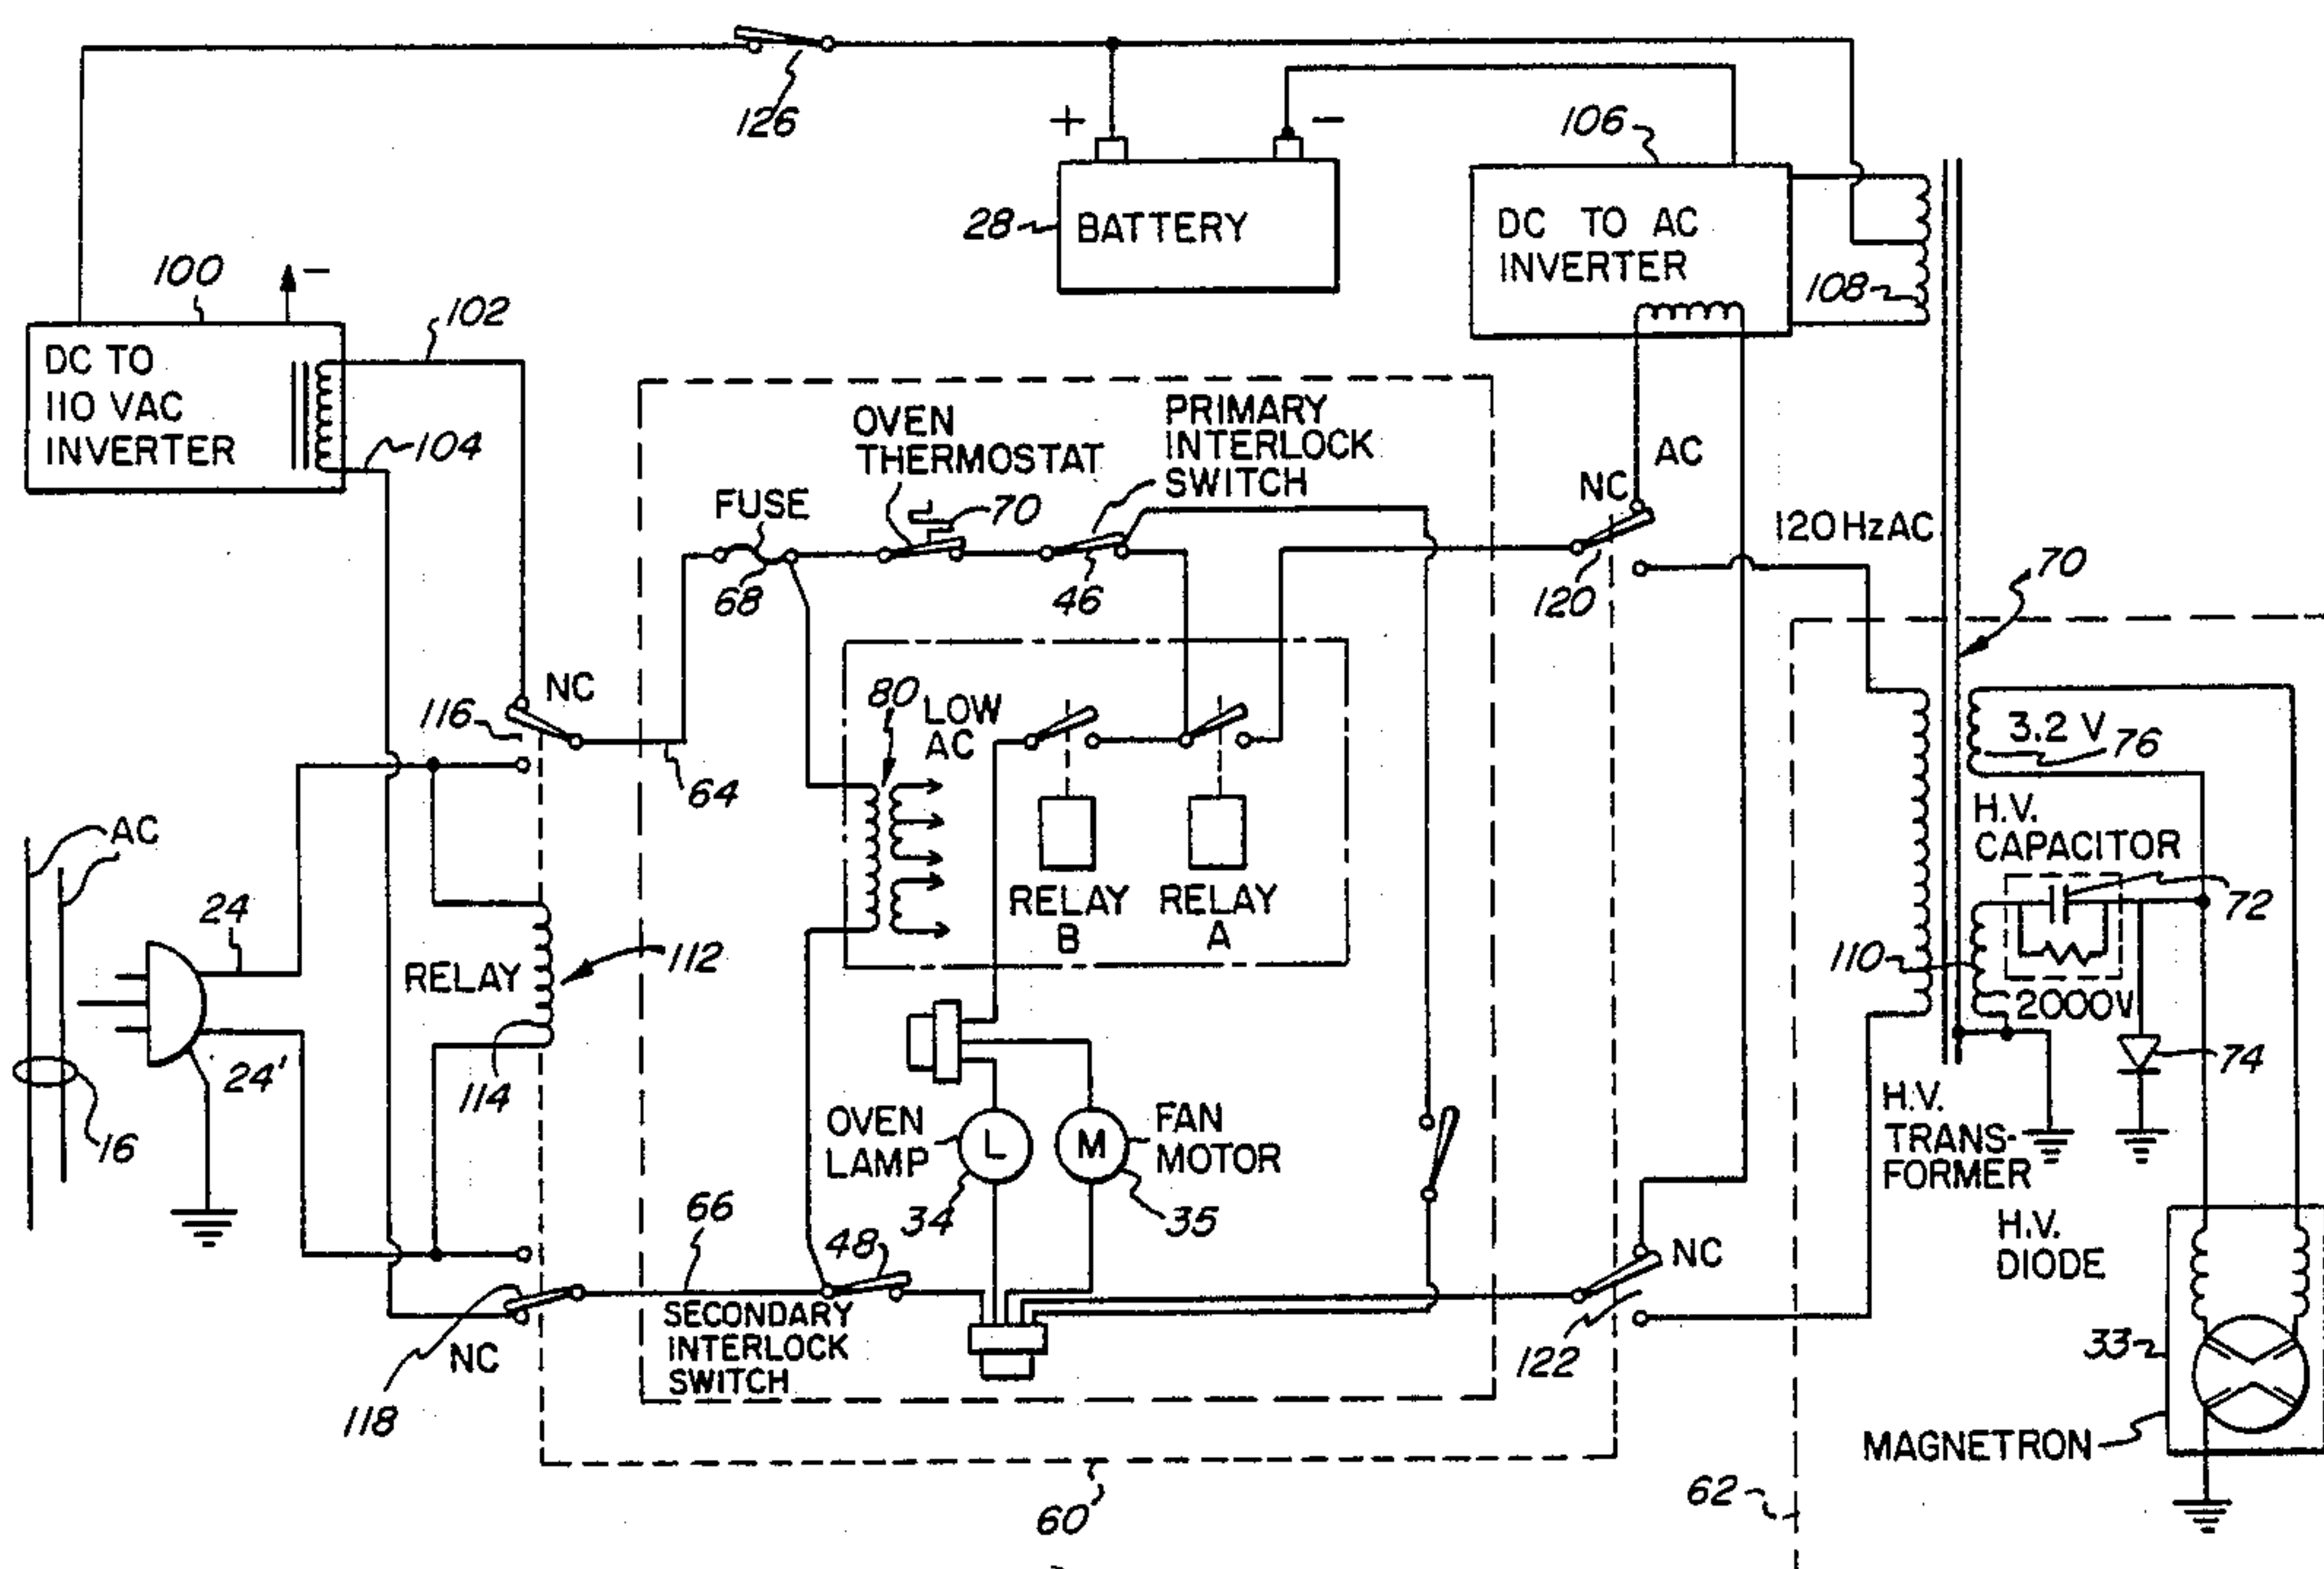 126
+
-
106
28
BATTERY
DC TO AC
INVERTER
108
100
-
102
DC TO
110 VAC
INVERTER
104
OVEN
THERMOSTAT
PRIMARY
INTERLOCK
SWITCH
AC
NC
FUSE
70
120 HzAC
68
46
120
70
NC
116
80
LOW
AC
3.2 V
76
64
H.V.
CAPACITOR
AC
24
RELAY
B
RELAY
A
72
RELAY
112
110
2000V
24'
114
74
16
OVEN
LAMP
L
M
FAN
MOTOR
H.V.
TRANS-
FORMER
34
35
66
48
H.V.
DIODE
NC
SECONDARY
INTERLOCK
SWITCH
NC
122
33
118
MAGNETRON
62
60